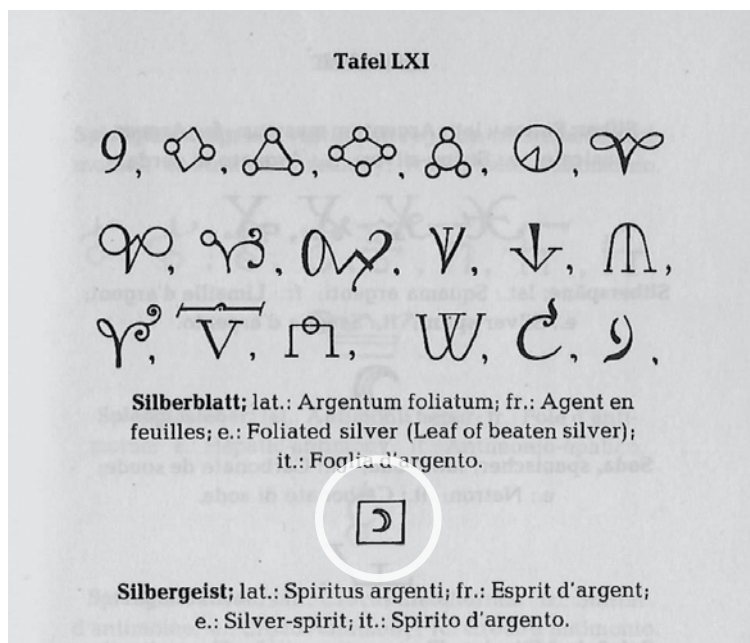 Tafel LXI
Silberblatt; lat.: Argentum foliatum; fr.: Agent en
feuilles; e.: Foliated silver (Leaf of beaten silver);
it.: Foglia d'argento.
Silbergeist; lat.: Spiritus argenti; fr.: Esprit d'argent;
e.: Silver-spirit; it.: Spirito d'argento.